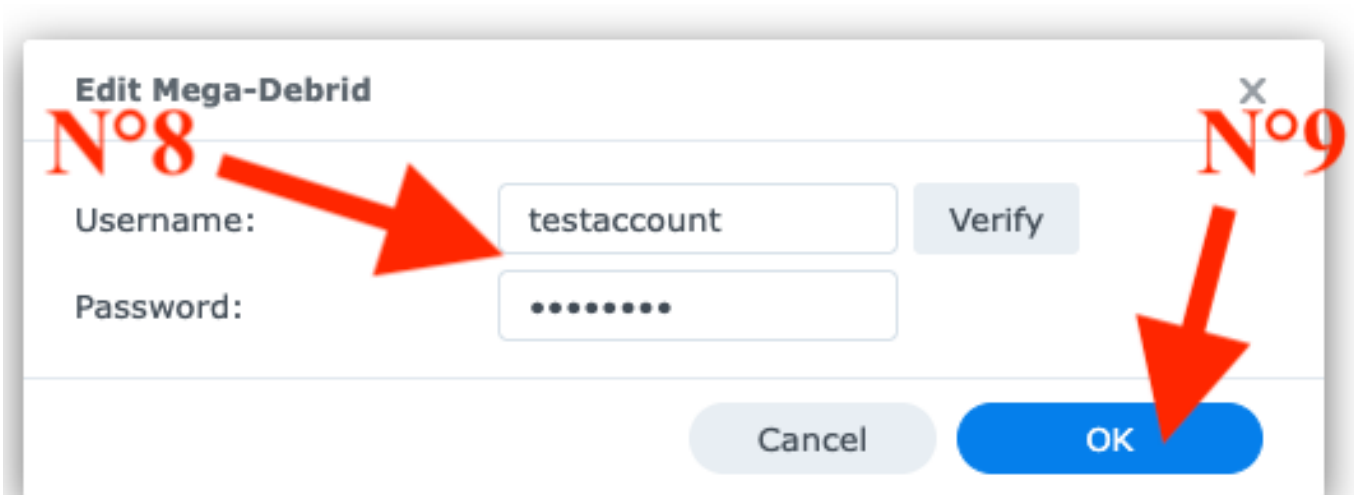 Edit Mega-Debrid X
N°8 N°9
Username: testaccount Verify
Password: ••••••••
Cancel OK